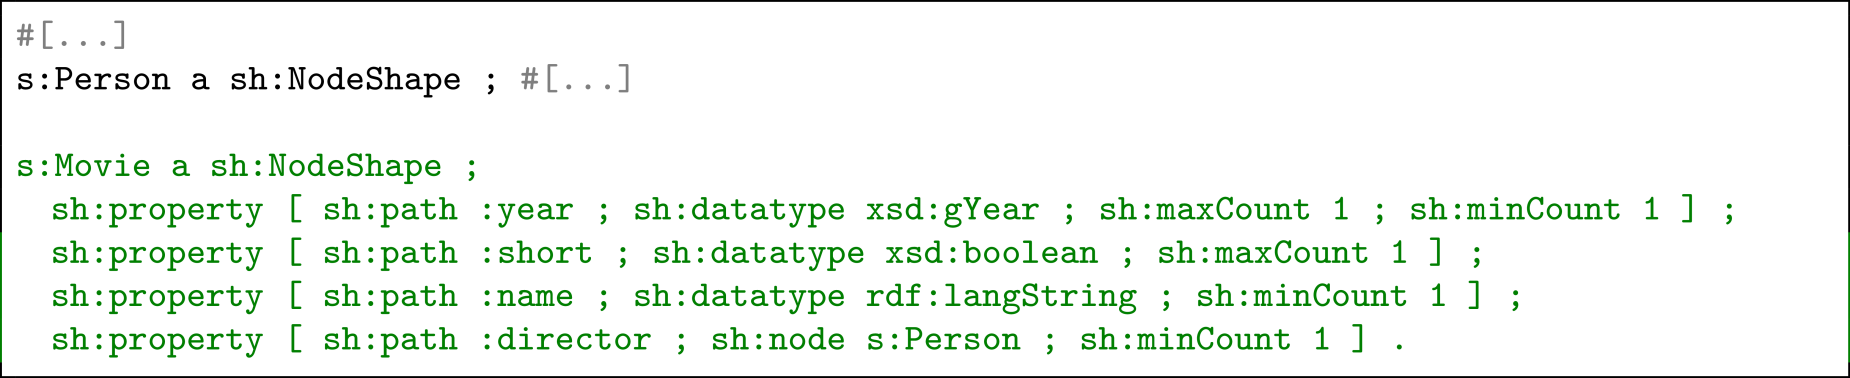 #[...]
s:Person a sh:NodeShape ; #[...]
s:Movie a sh:NodeShape ;
sh:property [ sh:path :year ; sh:datatype xsd:gYear ; sh:maxCount 1 ; sh:minCount 1 ] ;
sh:property [ sh:path :short ; sh:datatype xsd:boolean ; sh:maxCount 1 ] ;
sh:property [ sh:path :name ; sh:datatype rdf:langString ; sh:minCount 1 ] ;
sh:property [ sh:path :director ; sh:node s:Person ; sh:minCount 1 ] .